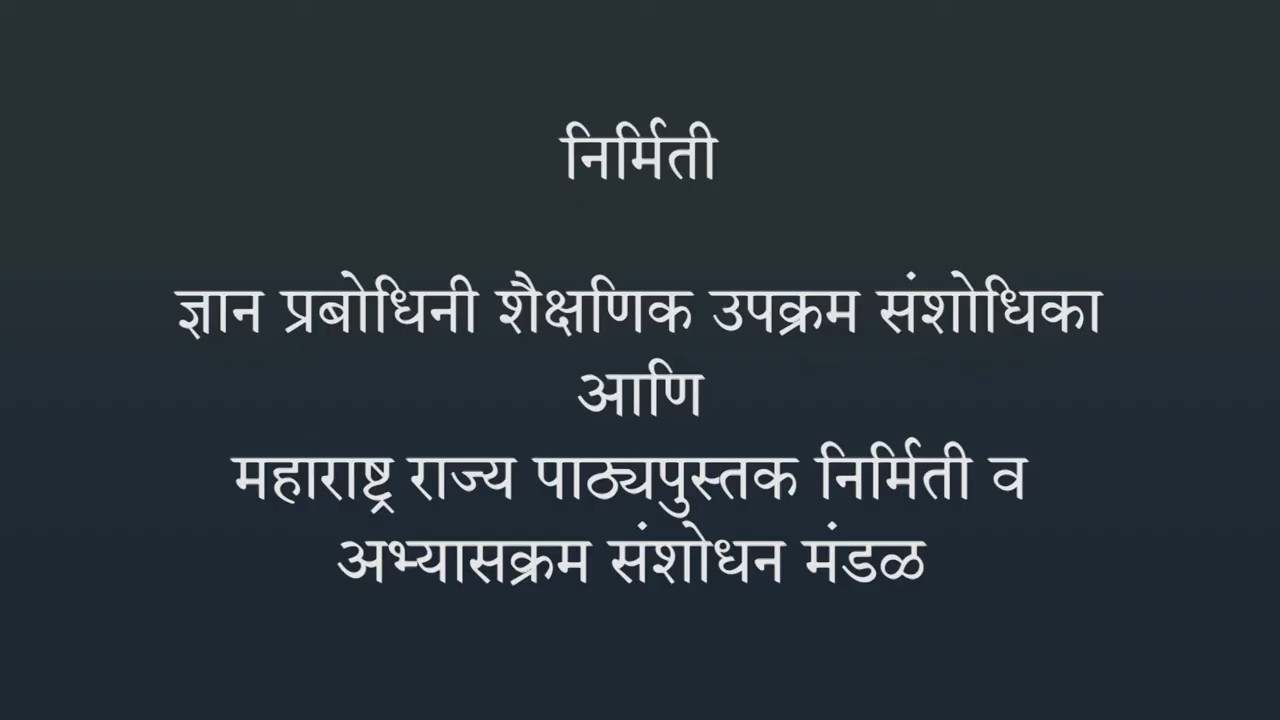 निर्मिती
ज्ञान प्रबोधिनी शैक्षणिक उपक्रम संशोधिका
आणि
महाराष्ट्र राज्य पाठ्यपुस्तक निर्मिती व
अभ्यासक्रम संशोधन मंडळ